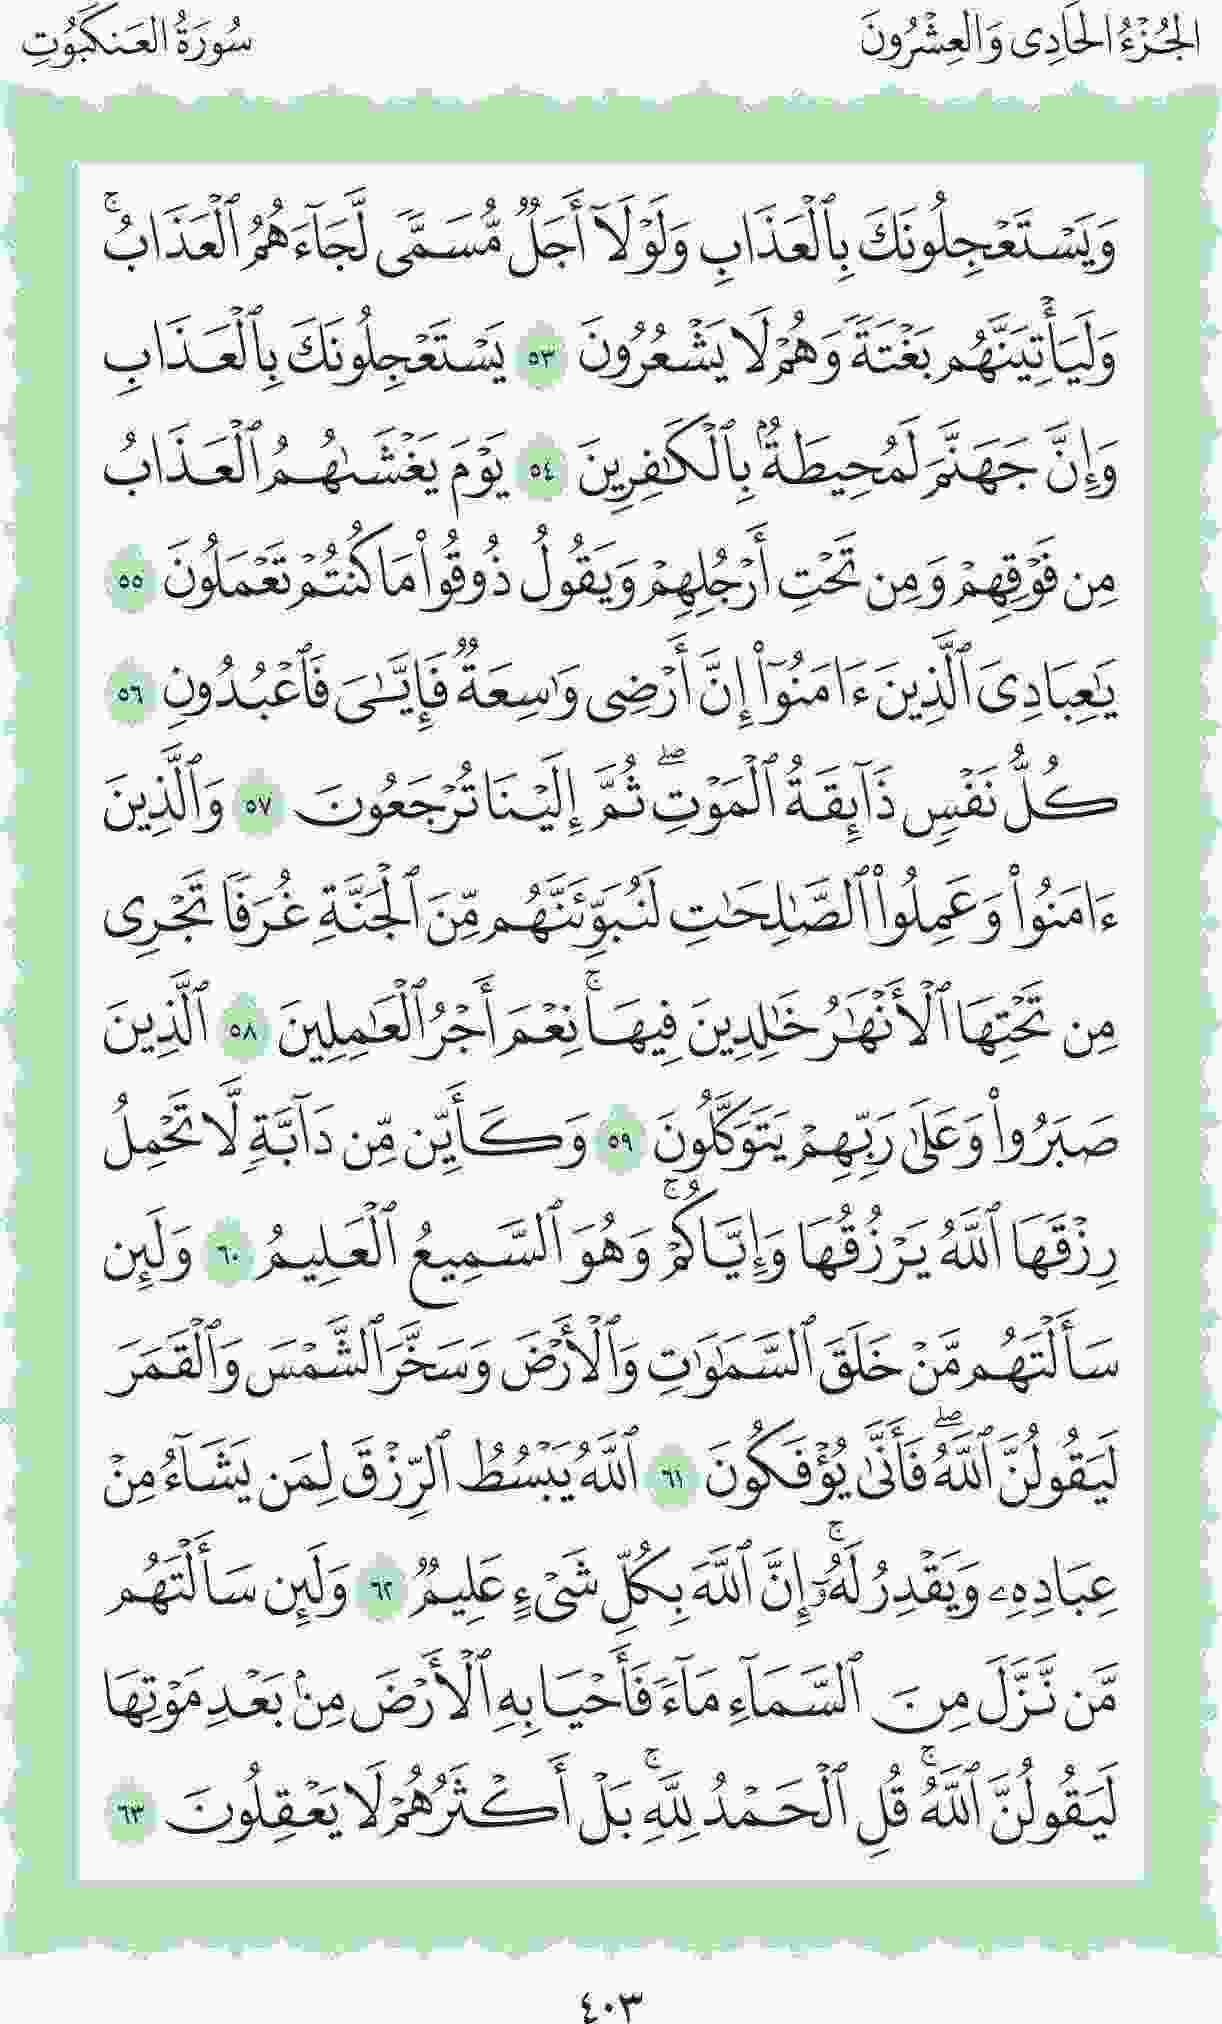 الجُزْءُ الحَادِى وَالعِشْرُونَ
سُورَةُ العَنكَبُوتِ
وَيَسْتَعْجِلُونَكَ بِٱلْعَذَابِ وَلَوْلَآ أَجَلٌ مُّسَمًّى لَّجَآءَهُمُ ٱلْعَذَابُۚ
وَلَيَأْتِيَنَّهُم بَغْتَةً وَهُمْ لَا يَشْعُرُونَ ٥٣ يَسْتَعْجِلُونَكَ بِٱلْعَذَابِ
وَإِنَّ جَهَنَّمَ لَمُحِيطَةٌۢ بِٱلْكَٰفِرِينَ ٥٤ يَوْمَ يَغْشَىٰهُمُ ٱلْعَذَابُ
مِن فَوْقِهِمْ وَمِن تَحْتِ أَرْجُلِهِمْ وَيَقُولُ ذُوقُوا۟ مَا كُنتُمْ تَعْمَلُونَ ٥٥
يَٰعِبَادِىَ ٱلَّذِينَ ءَامَنُوٓا۟ إِنَّ أَرْضِى وَٰسِعَةٌ فَإِيَّٰىَ فَٱعْبُدُونِ ٥٦
كُلُّ نَفْسٍ ذَآئِقَةُ ٱلْمَوْتِۖ ثُمَّ إِلَيْنَا تُرْجَعُونَ ٥٧ وَٱلَّذِينَ
ءَامَنُوا۟ وَعَمِلُوا۟ ٱلصَّٰلِحَٰتِ لَنُبَوِّئَنَّهُم مِّنَ ٱلْجَنَّةِ غُرَفًا تَجْرِى
مِن تَحْتِهَا ٱلْأَنْهَٰرُ خَٰلِدِينَ فِيهَاۚ نِعْمَ أَجْرُ ٱلْعَٰمِلِينَ ٥٨ ٱلَّذِينَ
صَبَرُوا۟ وَعَلَىٰ رَبِّهِمْ يَتَوَكَّلُونَ ٥٩ وَكَأَيِّن مِّن دَآبَّةٍ لَّا تَحْمِلُ
رِزْقَهَا ٱللَّهُ يَرْزُقُهَا وَإِيَّاكُمْۚ وَهُوَ ٱلسَّمِيعُ ٱلْعَلِيمُ ٦٠ وَلَئِن
سَأَلْتَهُم مَّنْ خَلَقَ ٱلسَّمَٰوَٰتِ وَٱلْأَرْضَ وَسَخَّرَ ٱلشَّمْسَ وَٱلْقَمَرَ
لَيَقُولُنَّ ٱللَّهُۖ فَأَنَّىٰ يُؤْفَكُونَ ٦١ ٱللَّهُ يَبْسُطُ ٱلرِّزْقَ لِمَن يَشَآءُ مِنْ
عِبَادِهِۦ وَيَقْدِرُ لَهُۥٓۚ إِنَّ ٱللَّهَ بِكُلِّ شَىْءٍ عَلِيمٌ ٦٢ وَلَئِن سَأَلْتَهُم
مَّن نَّزَّلَ مِنَ ٱلسَّمَآءِ مَآءً فَأَحْيَا بِهِ ٱلْأَرْضَ مِنۢ بَعْدِ مَوْتِهَا
لَيَقُولُنَّ ٱللَّهُۚ قُلِ ٱلْحَمْدُ لِلَّهِۚ بَلْ أَكْثَرُهُمْ لَا يَعْقِلُونَ ٦٣
٤٠٣